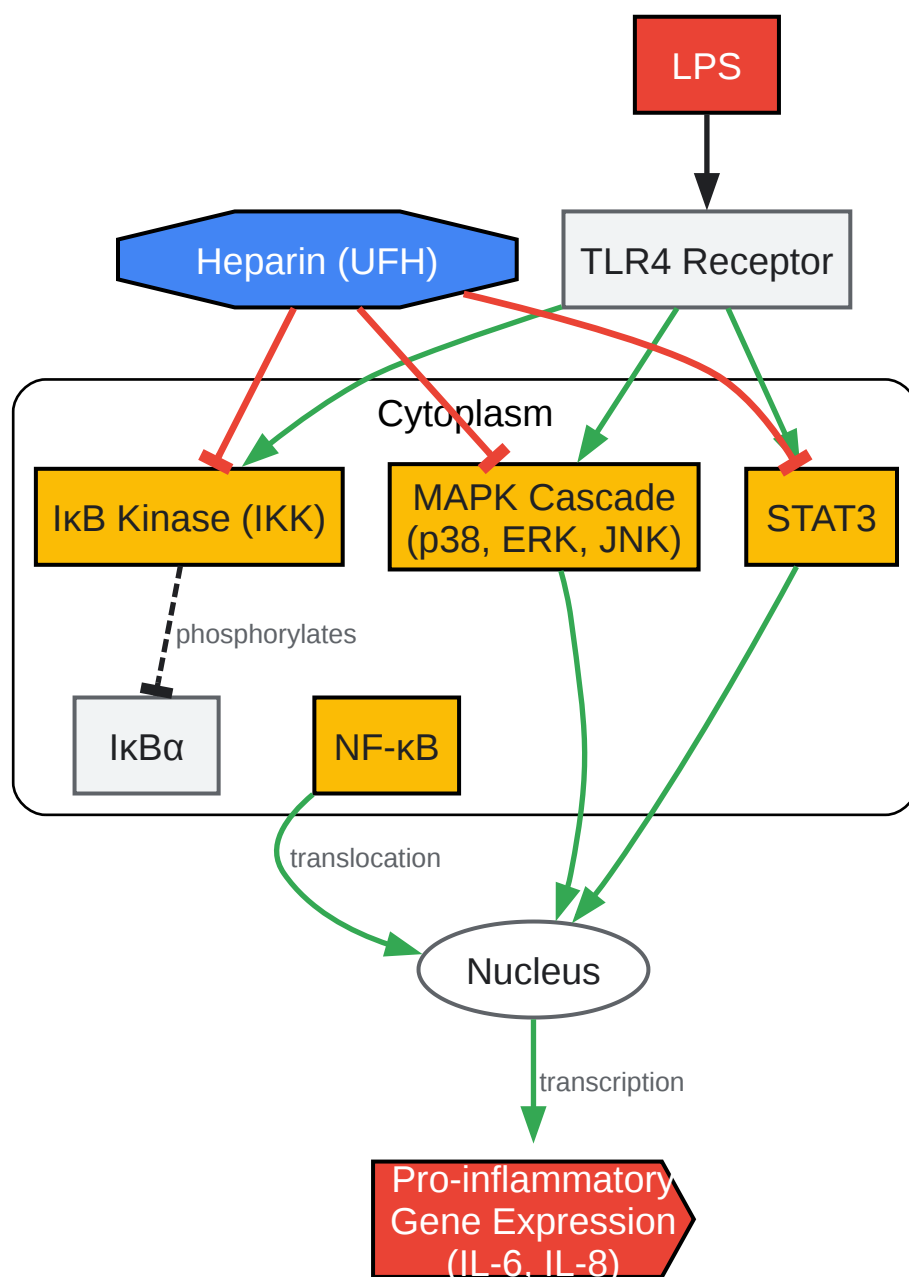 LPS
Heparin (UFH)
TLR4 Receptor
Cytoplasm
IκB Kinase (IKK)
MAPK Cascade
(p38, ERK, JNK)
STAT3
phosphorylates
IκBα
NF-κB
translocation
Nucleus
transcription
Pro-inflammatory
Gene Expression
(IL-6, IL-8)